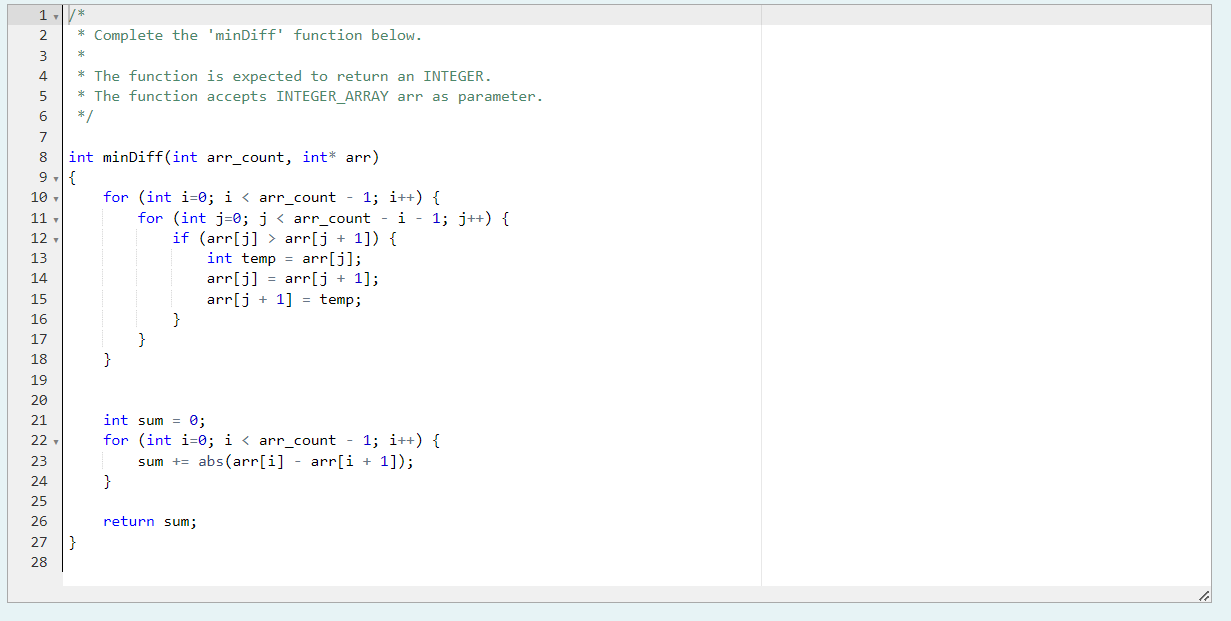 1 /*
2  * Complete the 'minDiff' function below.
3  *
4  * The function is expected to return an INTEGER.
5  * The function accepts INTEGER_ARRAY arr as parameter.
6  */
7
8 int minDiff(int arr_count, int* arr)
9 {
10     for (int i=0; i < arr_count - 1; i++) {
11         for (int j=0; j < arr_count - i - 1; j++) {
12             if (arr[j] > arr[j + 1]) {
13                 int temp = arr[j];
14                 arr[j] = arr[j + 1];
15                 arr[j + 1] = temp;
16             }
17         }
18     }
19
20
21     int sum = 0;
22     for (int i=0; i < arr_count - 1; i++) {
23         sum += abs(arr[i] - arr[i + 1]);
24     }
25
26     return sum;
27 }
28